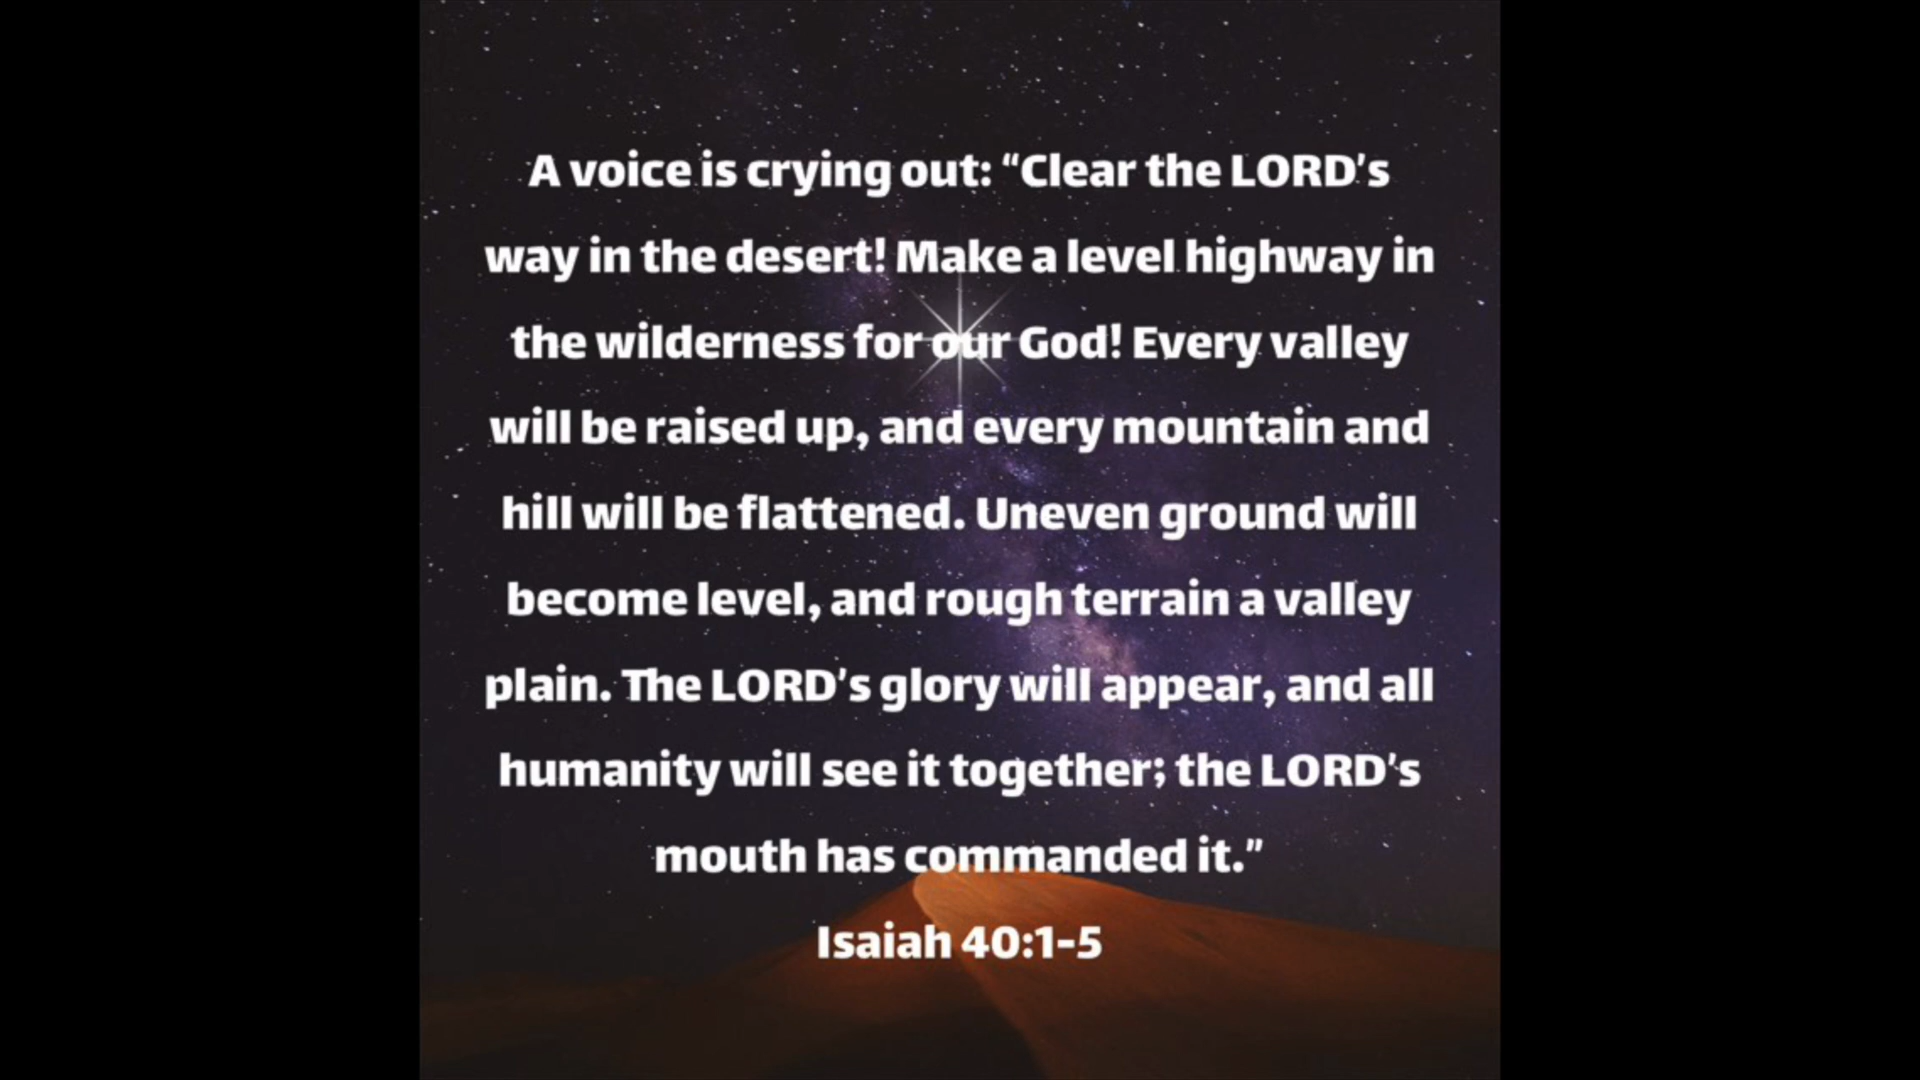 A voice is crying out: “Clear the LORD’s
way in the desert! Make a level highway in
the wilderness for our God! Every valley
will be raised up, and every mountain and
hill will be flattened. Uneven ground will
become level, and rough terrain a valley
plain. The LORD’s glory will appear, and all
humanity will see it together; the LORD’s
mouth has commanded it.”
Isaiah 40:1-5